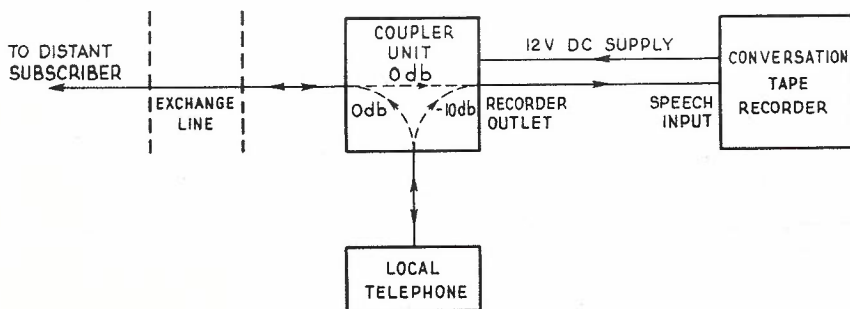 TO DISTANT
SUBSCRIBER
EXCHANGE
LINE
COUPLER
UNIT
0db
0db
-10db
12V DC SUPPLY
RECORDER
OUTLET
SPEECH
INPUT
CONVERSATION
TAPE
RECORDER
LOCAL
TELEPHONE